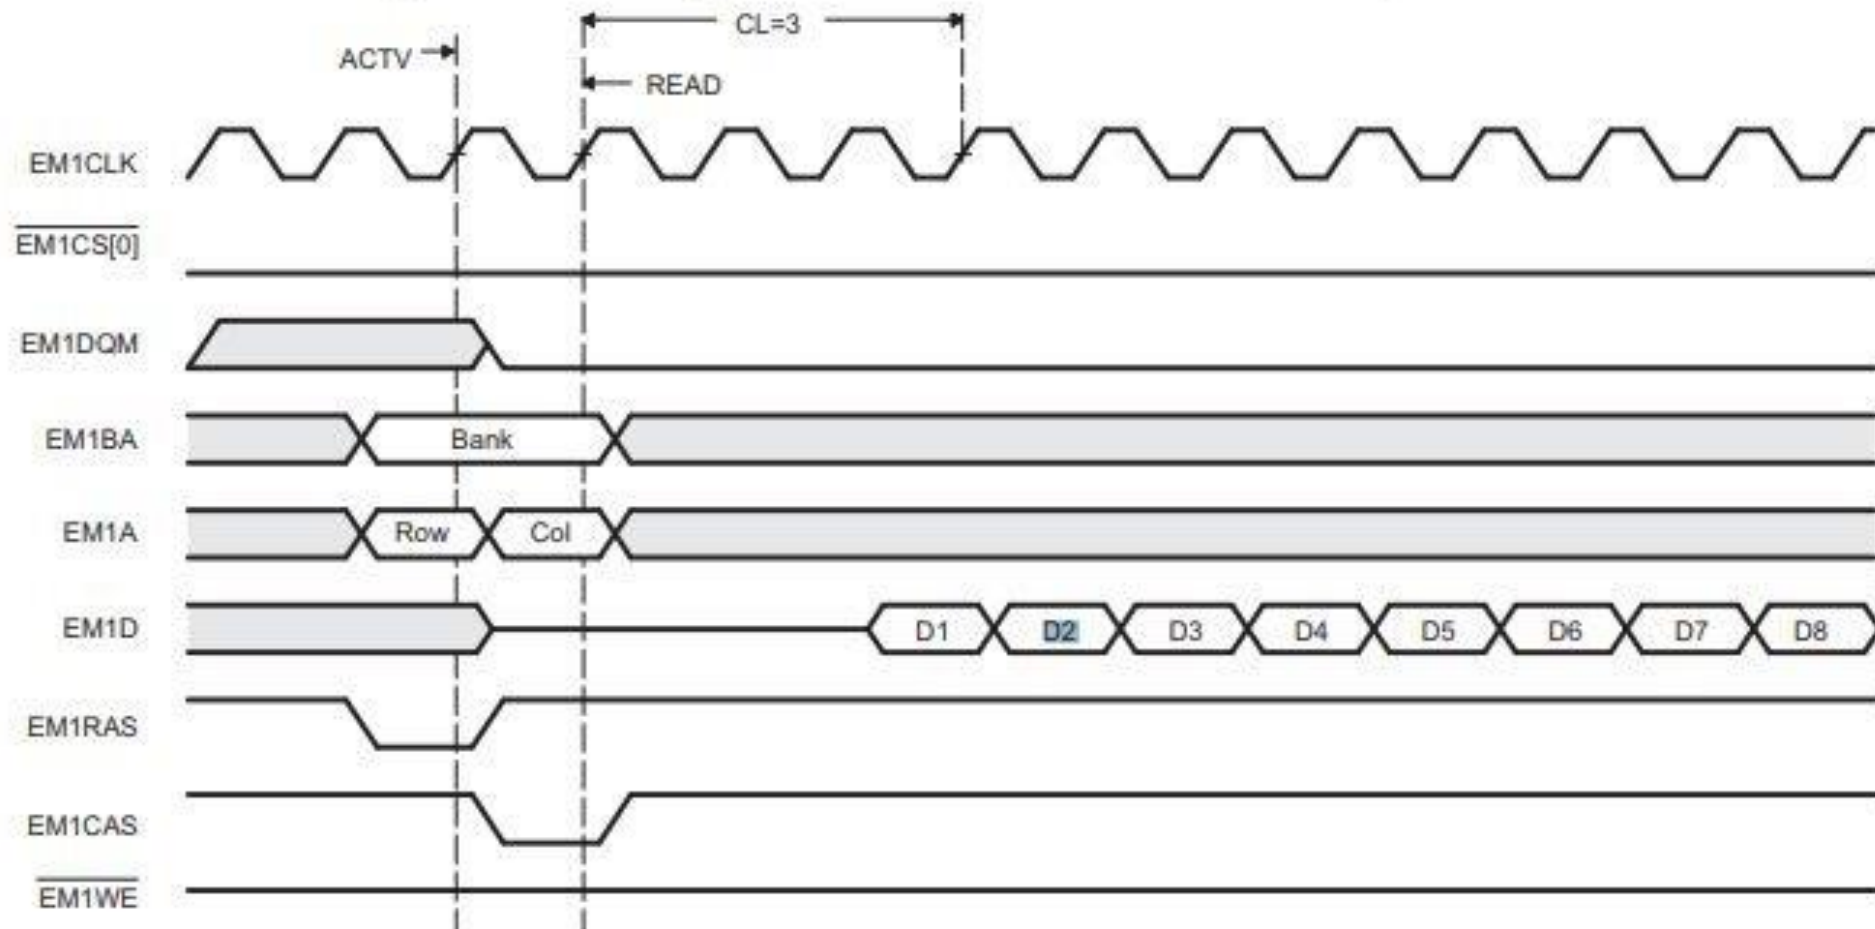 CL=3
ACTV
READ
EM1CLK
EM1CS[0]
EM1DQM
EM1BA Bank
EM1A Row Col
EM1D D1 D2 D3 D4 D5 D6 D7 D8
EM1RAS
EM1CAS
EM1WE